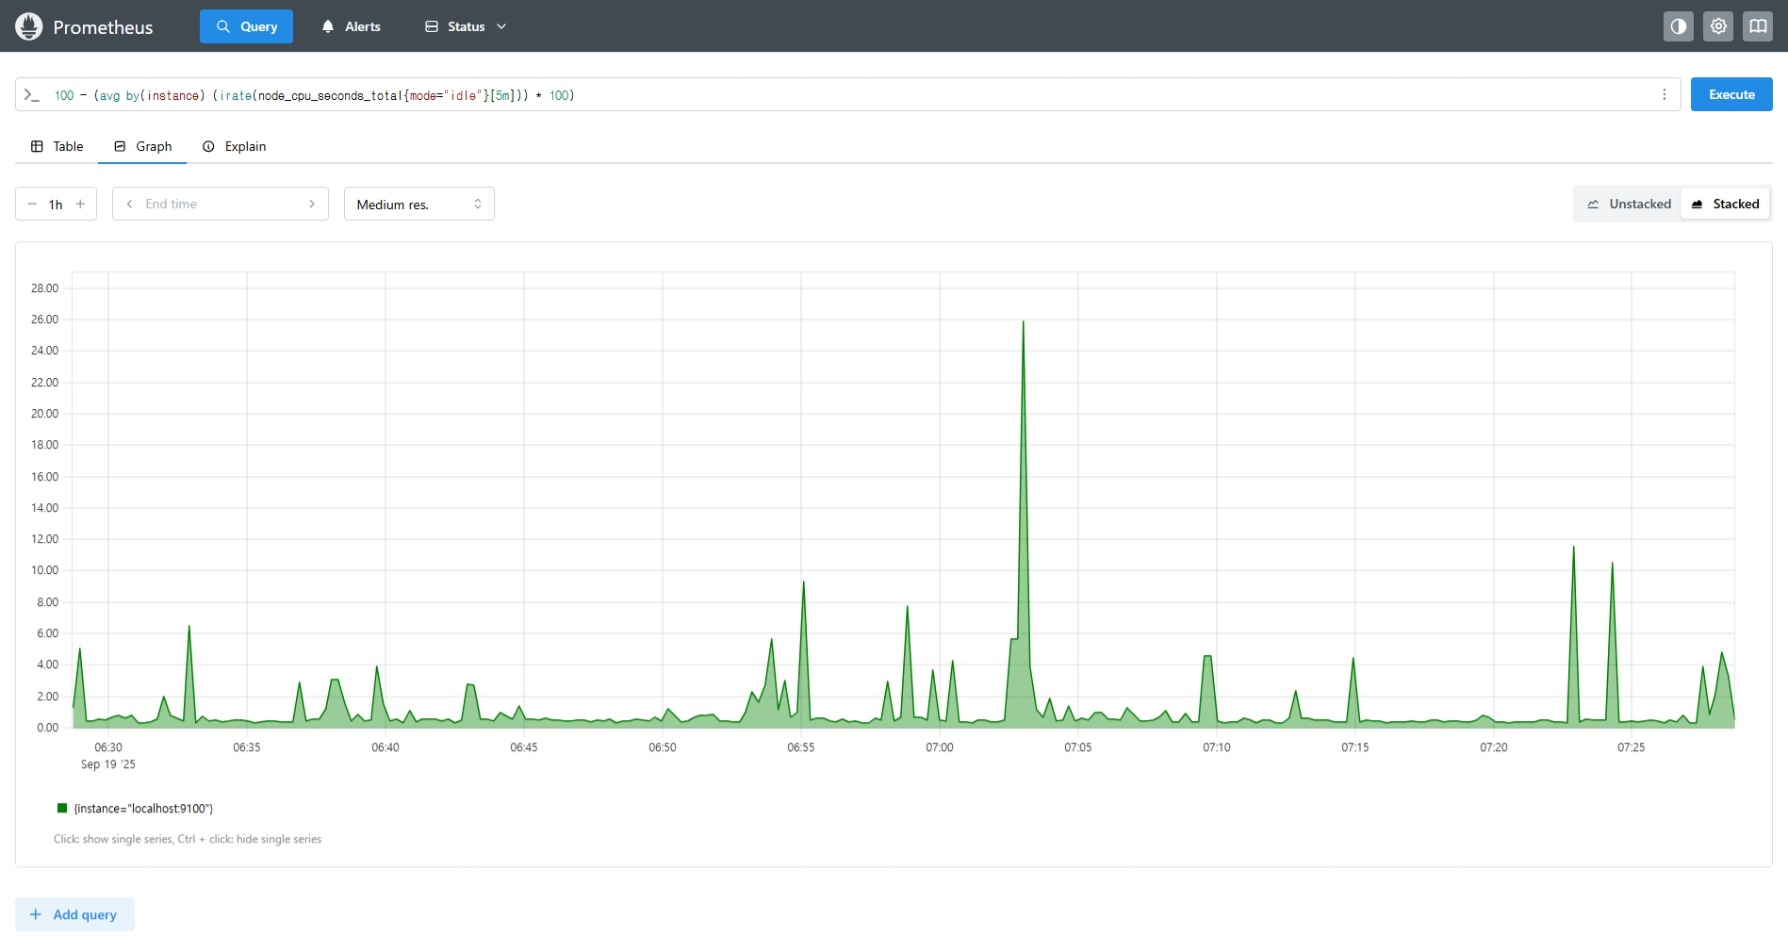 Prometheus Query Alerts Status
>_ 100 - (avg by(instance) (irate(node_cpu_seconds_total{mode="idle"}[5m])) * 100) Execute
Table Graph Explain
− 1h + < End time > Medium res. Unstacked Stacked
28.00
26.00
24.00
22.00
20.00
18.00
16.00
14.00
12.00
10.00
8.00
6.00
4.00
2.00
0.00
06:30 06:35 06:40 06:45 06:50 06:55 07:00 07:05 07:10 07:15 07:20 07:25
Sep 19 '25
{instance="localhost:9100"}
Click: show single series, Ctrl + click: hide single series
+ Add query